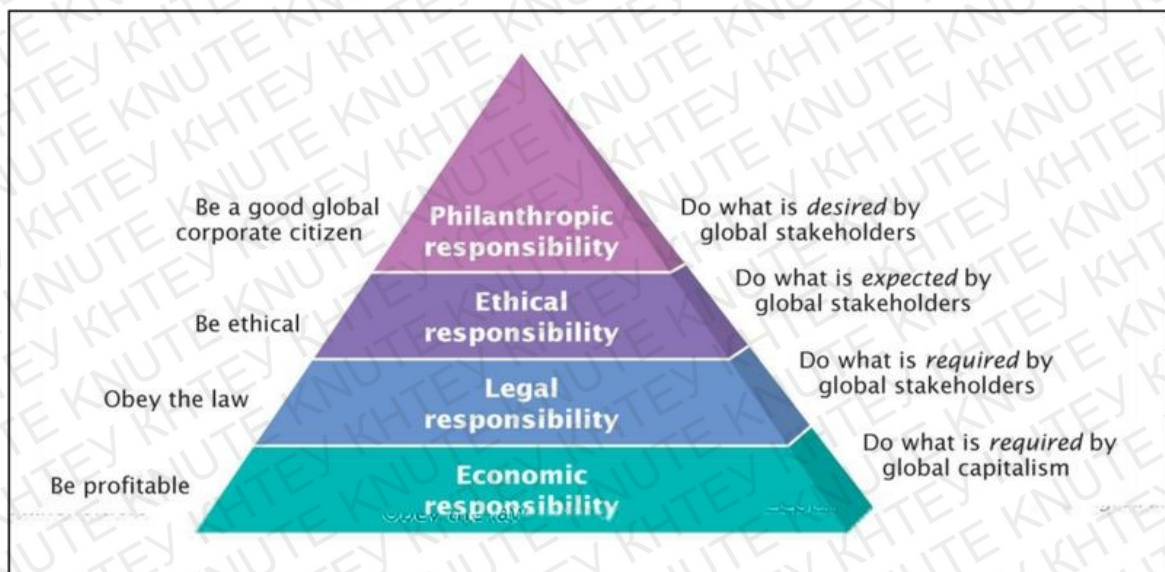 Be a good global
corporate citizen
Philanthropic
responsibility
Do what is desired by
global stakeholders
Be ethical
Ethical
responsibility
Do what is expected by
global stakeholders
Obey the law
Legal
responsibility
Do what is required by
global stakeholders
Be profitable
Economic
responsibility
Do what is required by
global capitalism
KNUTE КНТЕУ